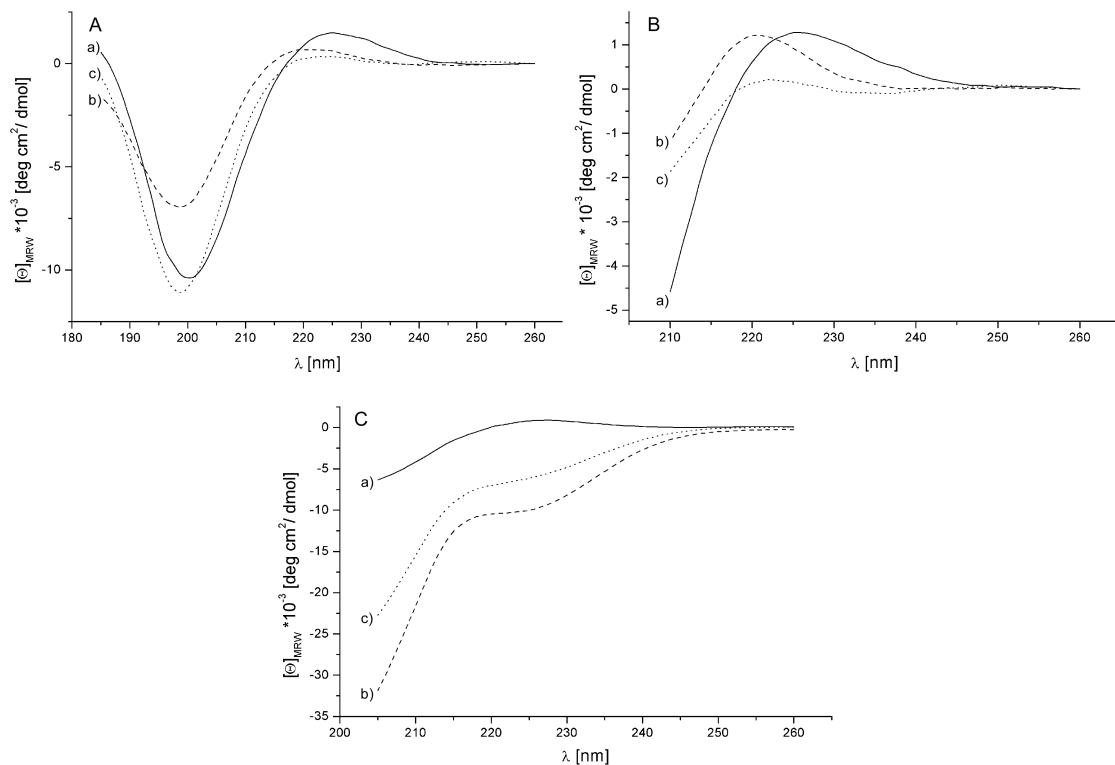 A
a)
c)
b)
0
-5
-10
[Θ]MRW *10-3 [deg cm2/ dmol]
180 190 200 210 220 230 240 250 260
λ [nm]
B
b)
c)
a)
1
0
-1
-2
-3
-4
-5
[Θ]MRW * 10-3 [deg cm2/ dmol]
210 220 230 240 250 260
λ [nm]
C
a)
c)
b)
0
-5
-10
-15
-20
-25
-30
-35
[Θ]MRW *10-3 [deg cm2/ dmol]
200 210 220 230 240 250 260
λ [nm]